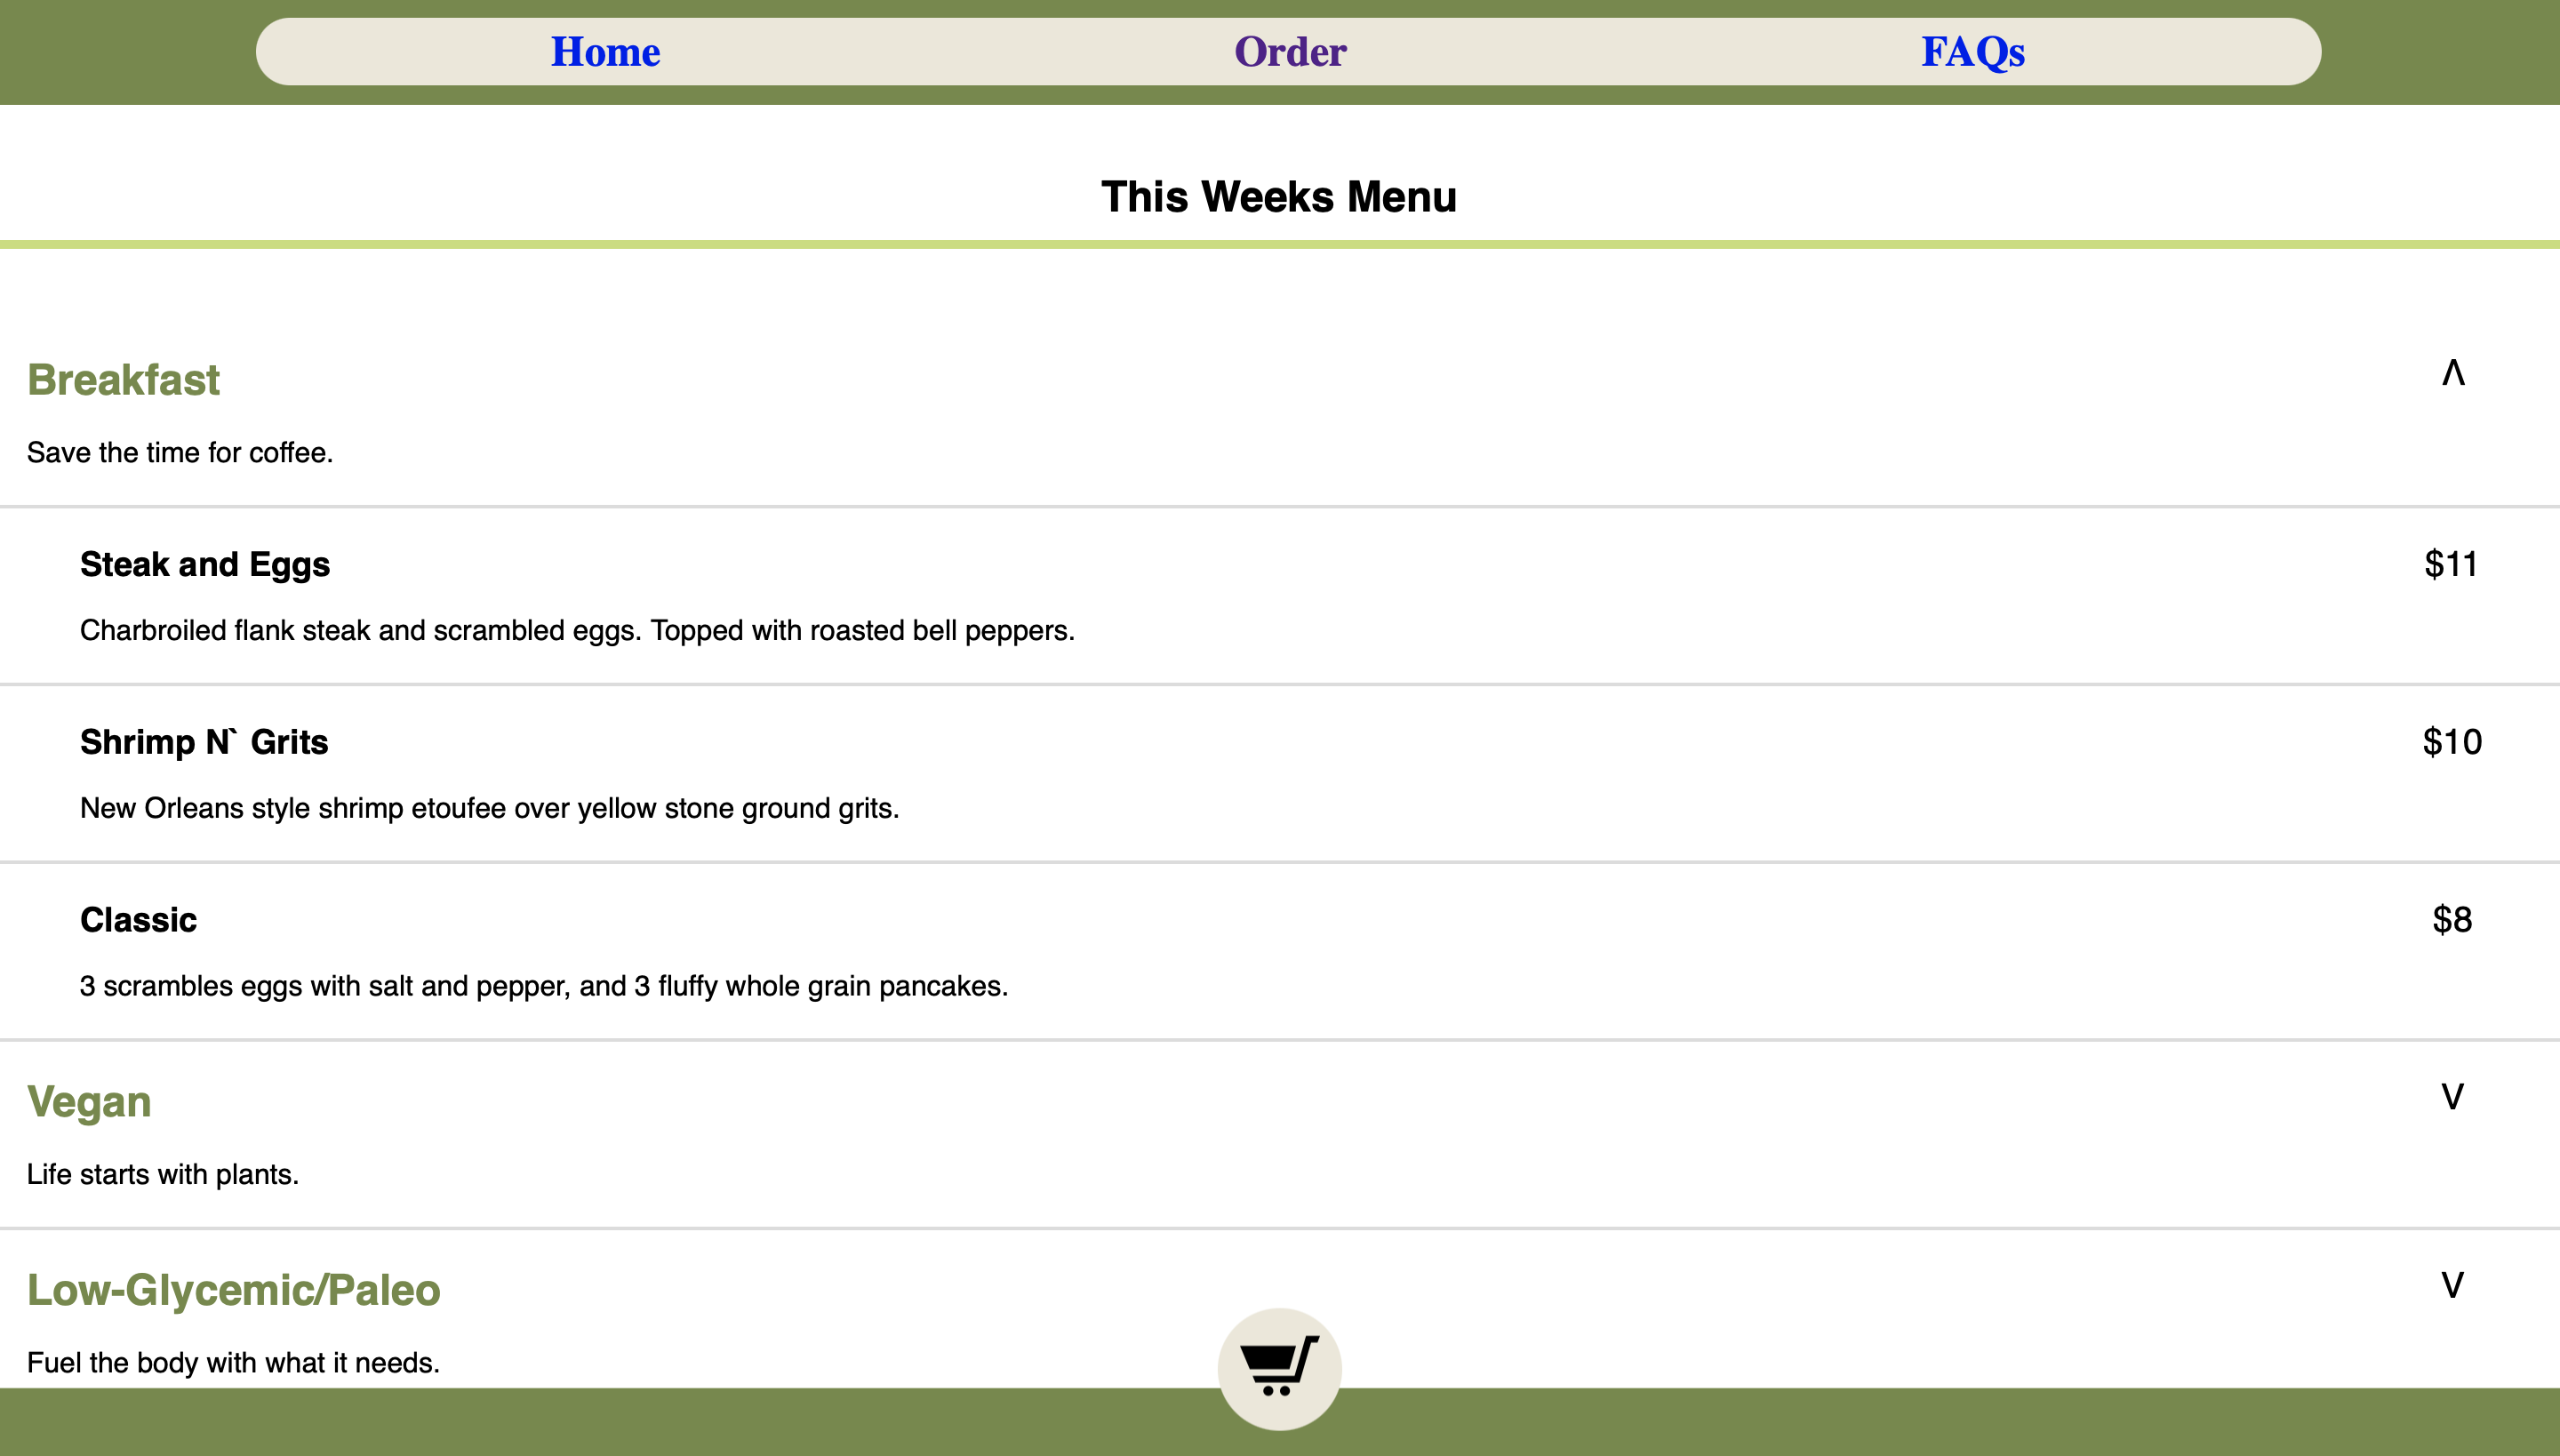 Home Order FAQs
This Weeks Menu
Breakfast Λ
Save the time for coffee.
Steak and Eggs $11
Charbroiled flank steak and scrambled eggs. Topped with roasted bell peppers.
Shrimp N` Grits $10
New Orleans style shrimp etoufee over yellow stone ground grits.
Classic $8
3 scrambles eggs with salt and pepper, and 3 fluffy whole grain pancakes.
Vegan V
Life starts with plants.
Low-Glycemic/Paleo V
Fuel the body with what it needs.